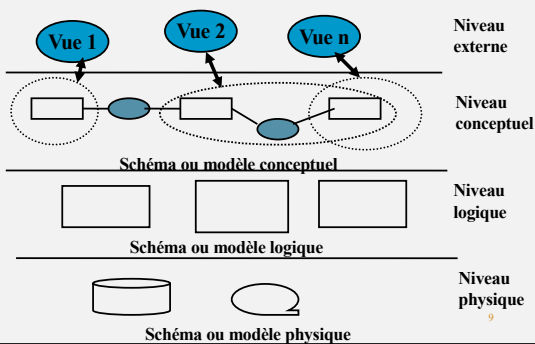 Vue 1
Vue 2
Vue n
Niveau
externe
Niveau
conceptuel
Schéma ou modèle conceptuel
Niveau
logique
Schéma ou modèle logique
Niveau
physique
9
Schéma ou modèle physique